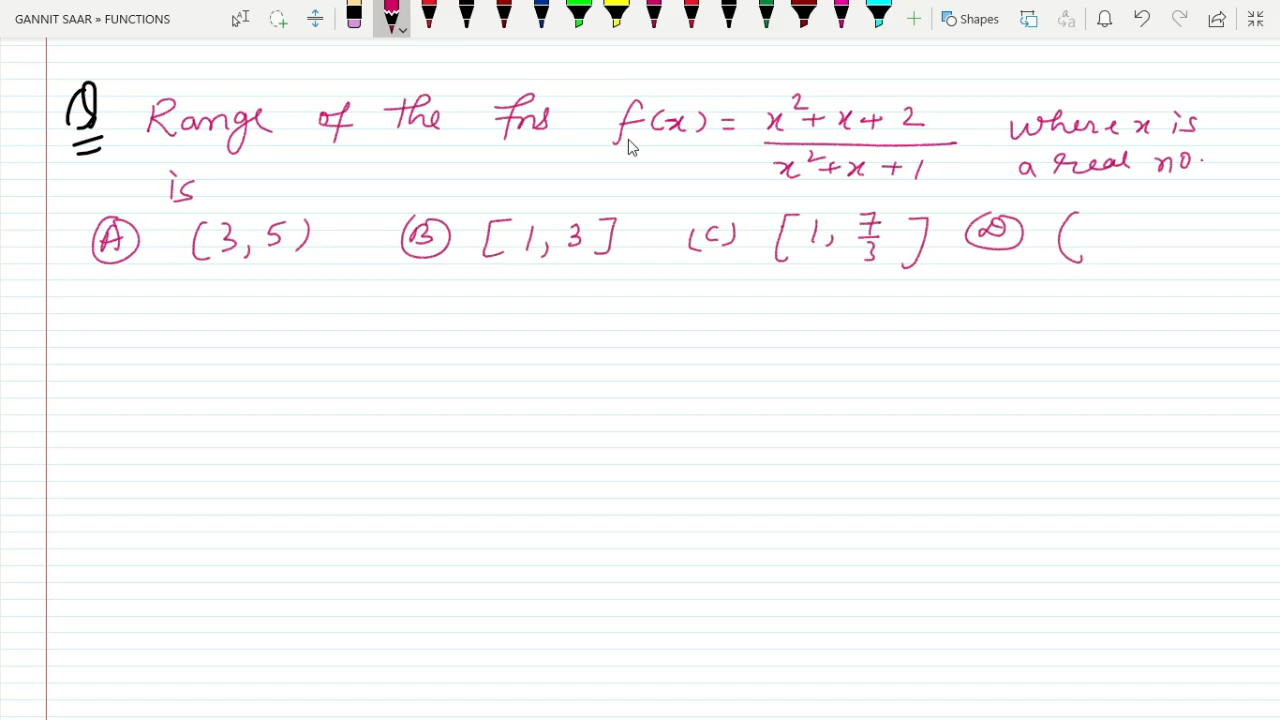 GANNIT SAAR » FUNCTIONS
Shapes
Q Range of the fns f(x) = x²+x+2 / x²+x+1 where x is a real no.
is
(A) (3, 5) (B) [1, 3] (C) [1, 7/3] (D) (